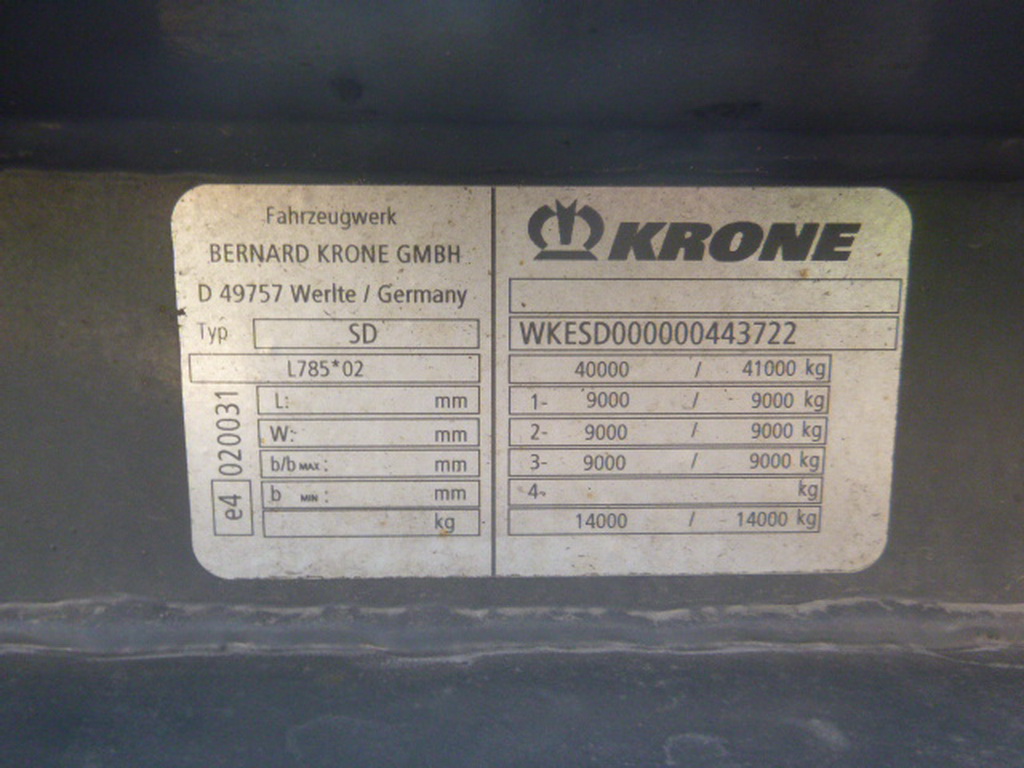 Fahrzeugwerk
BERNARD KRONE GMBH
D 49757 Werlte / Germany
Typ SD
L785*02
e4 020031
L: mm
W: mm
b/b MAX : mm
b MIN : mm
kg
KRONE
WKESD000000443722
40000 / 41000 kg
1- 9000 / 9000 kg
2- 9000 / 9000 kg
3- 9000 / 9000 kg
4- kg
14000 / 14000 kg